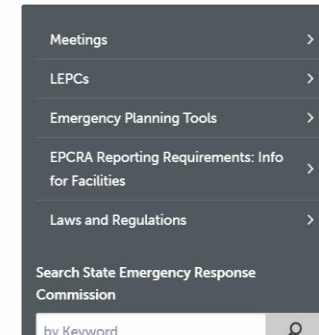 Meetings
LEPCs
Emergency Planning Tools
EPCRA Reporting Requirements: Info
for Facilities
Laws and Regulations
Search State Emergency Response
Commission
by Keyword